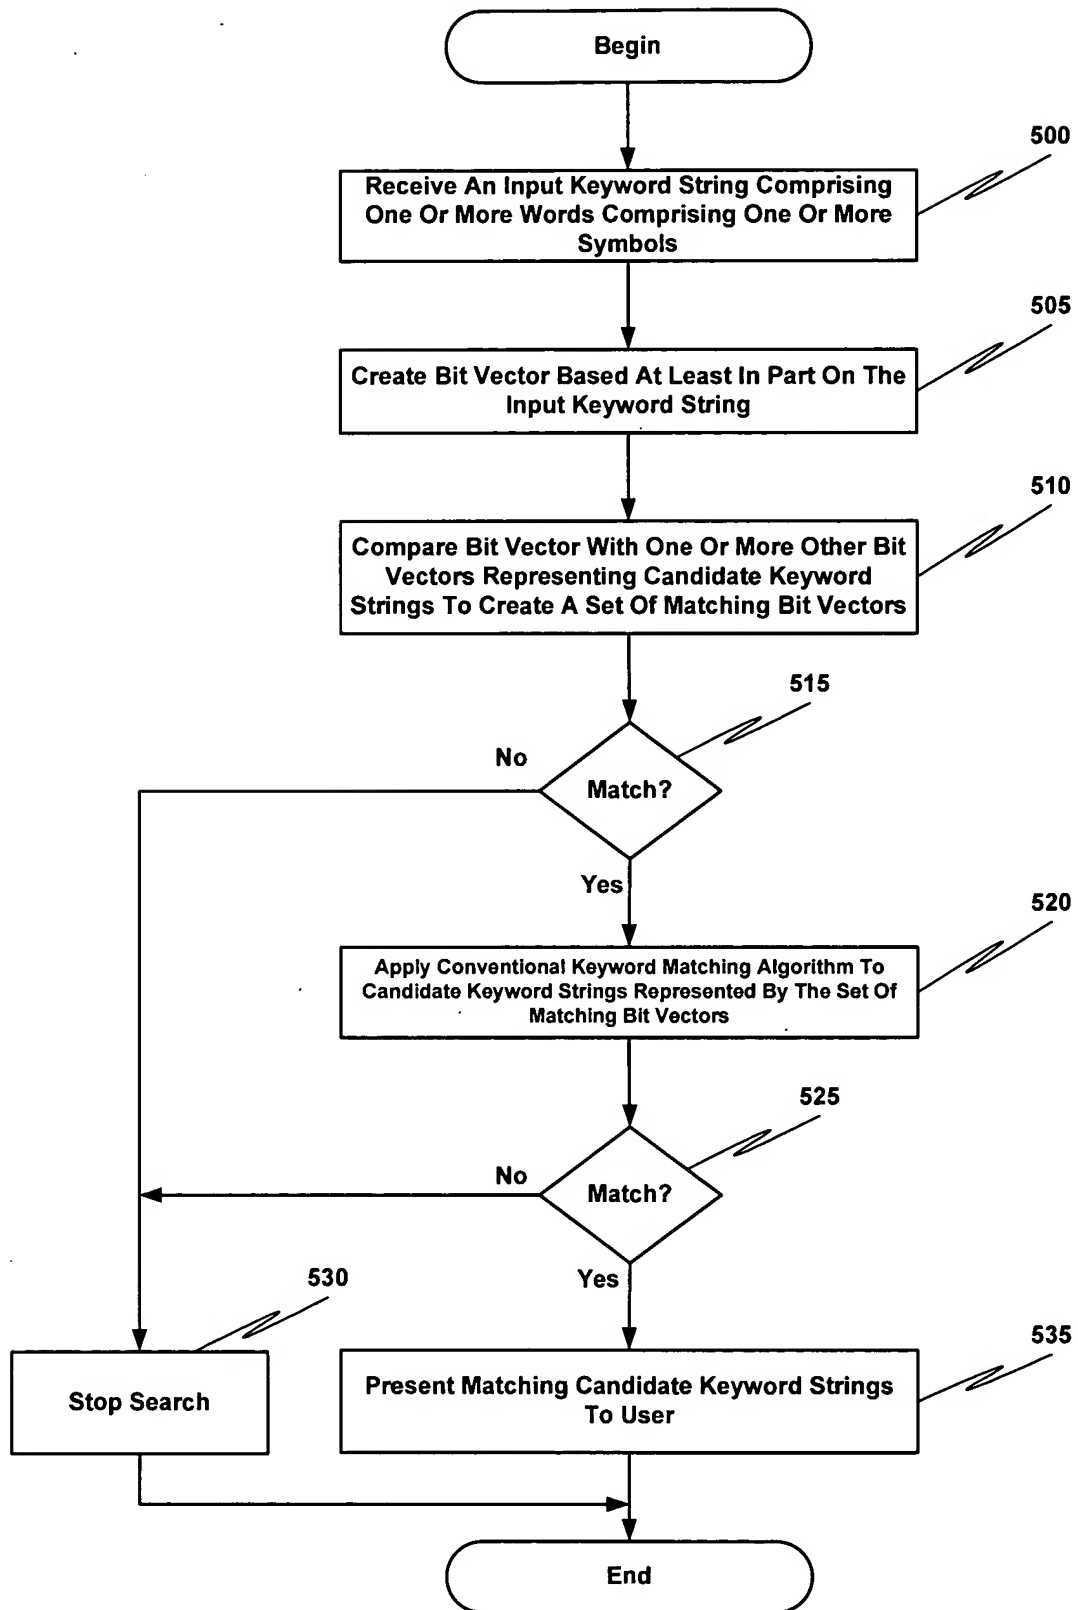 Begin
500
Receive An Input Keyword String Comprising
One Or More Words Comprising One Or More
Symbols
505
Create Bit Vector Based At Least In Part On The
Input Keyword String
510
Compare Bit Vector With One Or More Other Bit
Vectors Representing Candidate Keyword
Strings To Create A Set Of Matching Bit Vectors
515
No
Match?
Yes
520
Apply Conventional Keyword Matching Algorithm To
Candidate Keyword Strings Represented By The Set Of
Matching Bit Vectors
525
No
Match?
Yes
530
535
Stop Search
Present Matching Candidate Keyword Strings
To User
End